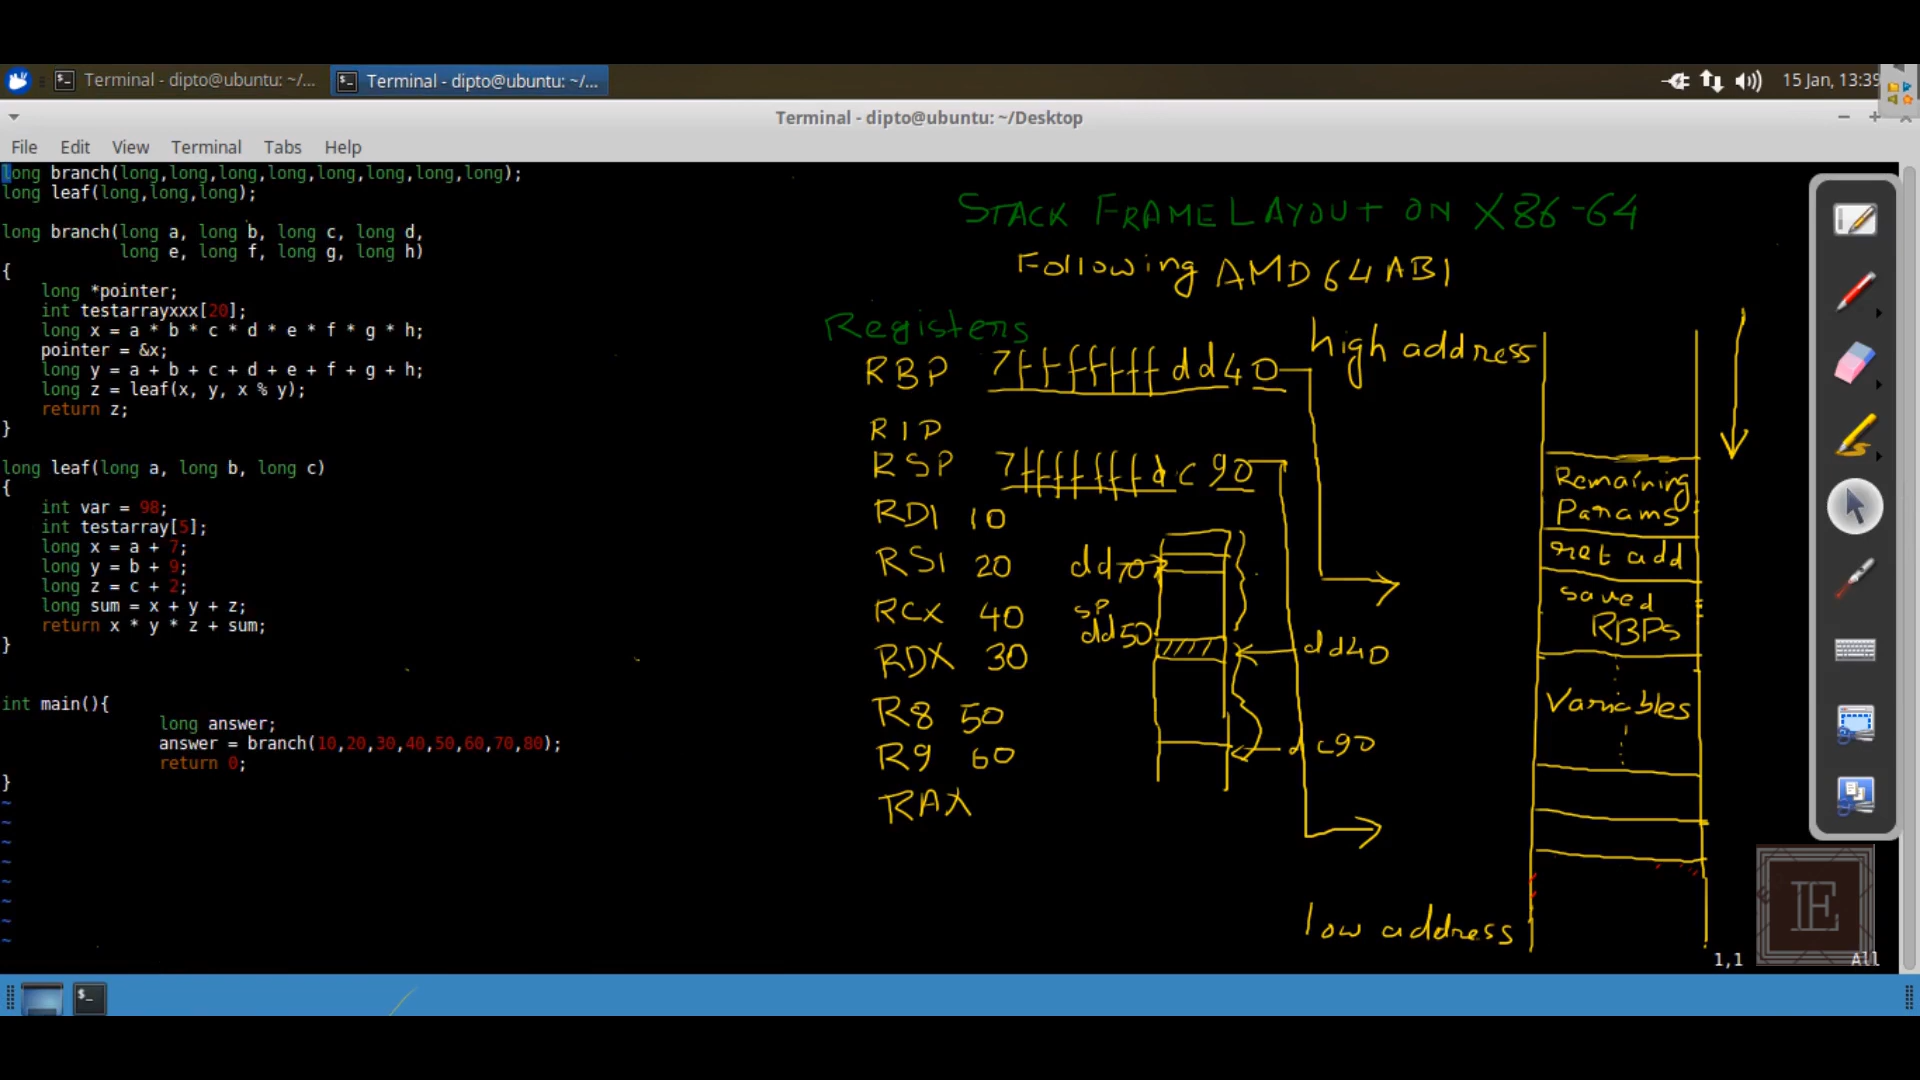 Terminal - dipto@ubuntu: ~/...
Terminal - dipto@ubuntu: ~/...
15 Jan, 13:39
Terminal - dipto@ubuntu: ~/Desktop
File Edit View Terminal Tabs Help
long branch(long,long,long,long,long,long,long,long);
long leaf(long,long,long);
long branch(long a, long b, long c, long d,
long e, long f, long g, long h)
{
long *pointer;
int testarrayxxx[20];
long x = a * b * c * d * e * f * g * h;
pointer = &x;
long y = a + b + c + d + e + f + g + h;
long z = leaf(x, y, x % y);
return z;
}
long leaf(long a, long b, long c)
{
int var = 98;
int testarray[5];
long x = a + 7;
long y = b + 9;
long z = c + 2;
long sum = x + y + z;
return x * y * z + sum;
}
int main(){
long answer;
answer = branch(10,20,30,40,50,60,70,80);
return 0;
}
~
~
~
~
~
~
~
~
STACK FRAME LAYOUT ON X86-64
Following AMD64 ABI
Registers
RBP 7fffffffdd40
RIP
RSP 7fffffffdc90
RDI 10
RSI 20
RCX 40
RDX 30
R8 50
R9 60
RAX
dd70
SP
dd50
dd40
dc90
high address
Remaining
Params
ret add
saved
RBPs
Variables
low address
1,1 All
E